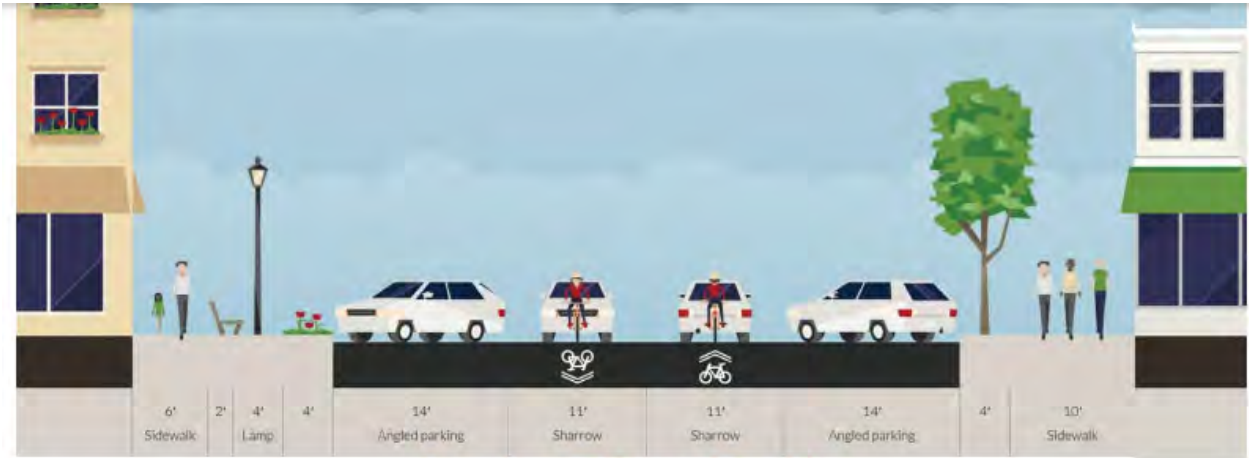 6' 2' 4' 4' 14' 11' 11' 14' 4' 10'
Sidewalk Lamp Angled parking Sharrow Sharrow Angled parking Sidewalk